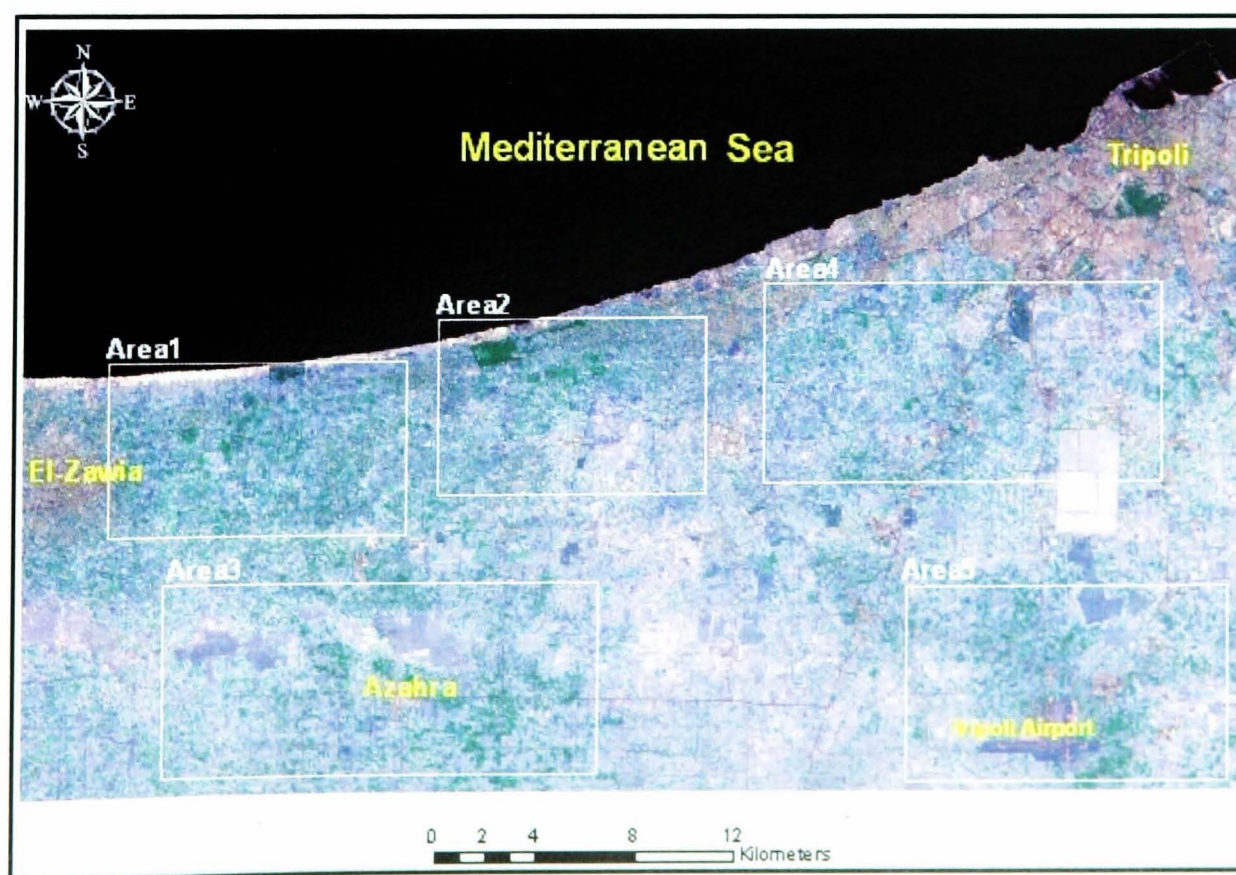 N
W E
S
Mediterranean Sea
Tripoli
Area4
Area2
Area1
El-Zawia
Area3
Area5
Azahra
Tripoli Airport
0 2 4 8 12
Kilometers